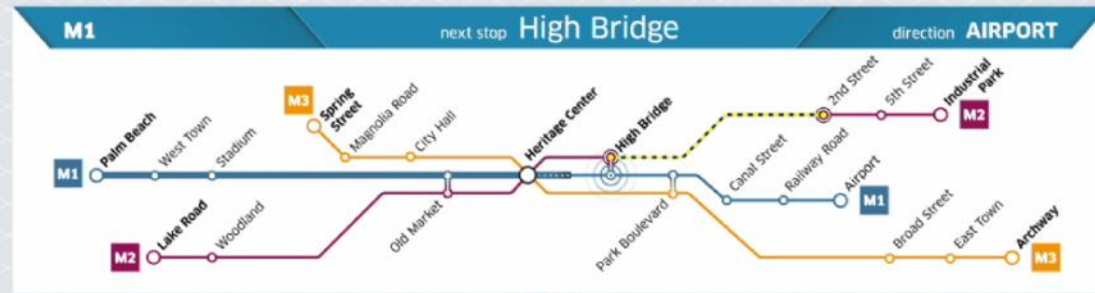 M1
next stop High Bridge
direction AIRPORT
M3
Spring
Street
Magnolia Road
City Hall
Heritage Center
High Bridge
2nd Street
5th Street
Industrial
Park
M2
M1
Palm Beach
West Town
Stadium
Old Market
Park Boulevard
Canal Street
Railway Road
Airport
M1
M2
Lake Road
Woodland
Broad Street
East Town
Archway
M3